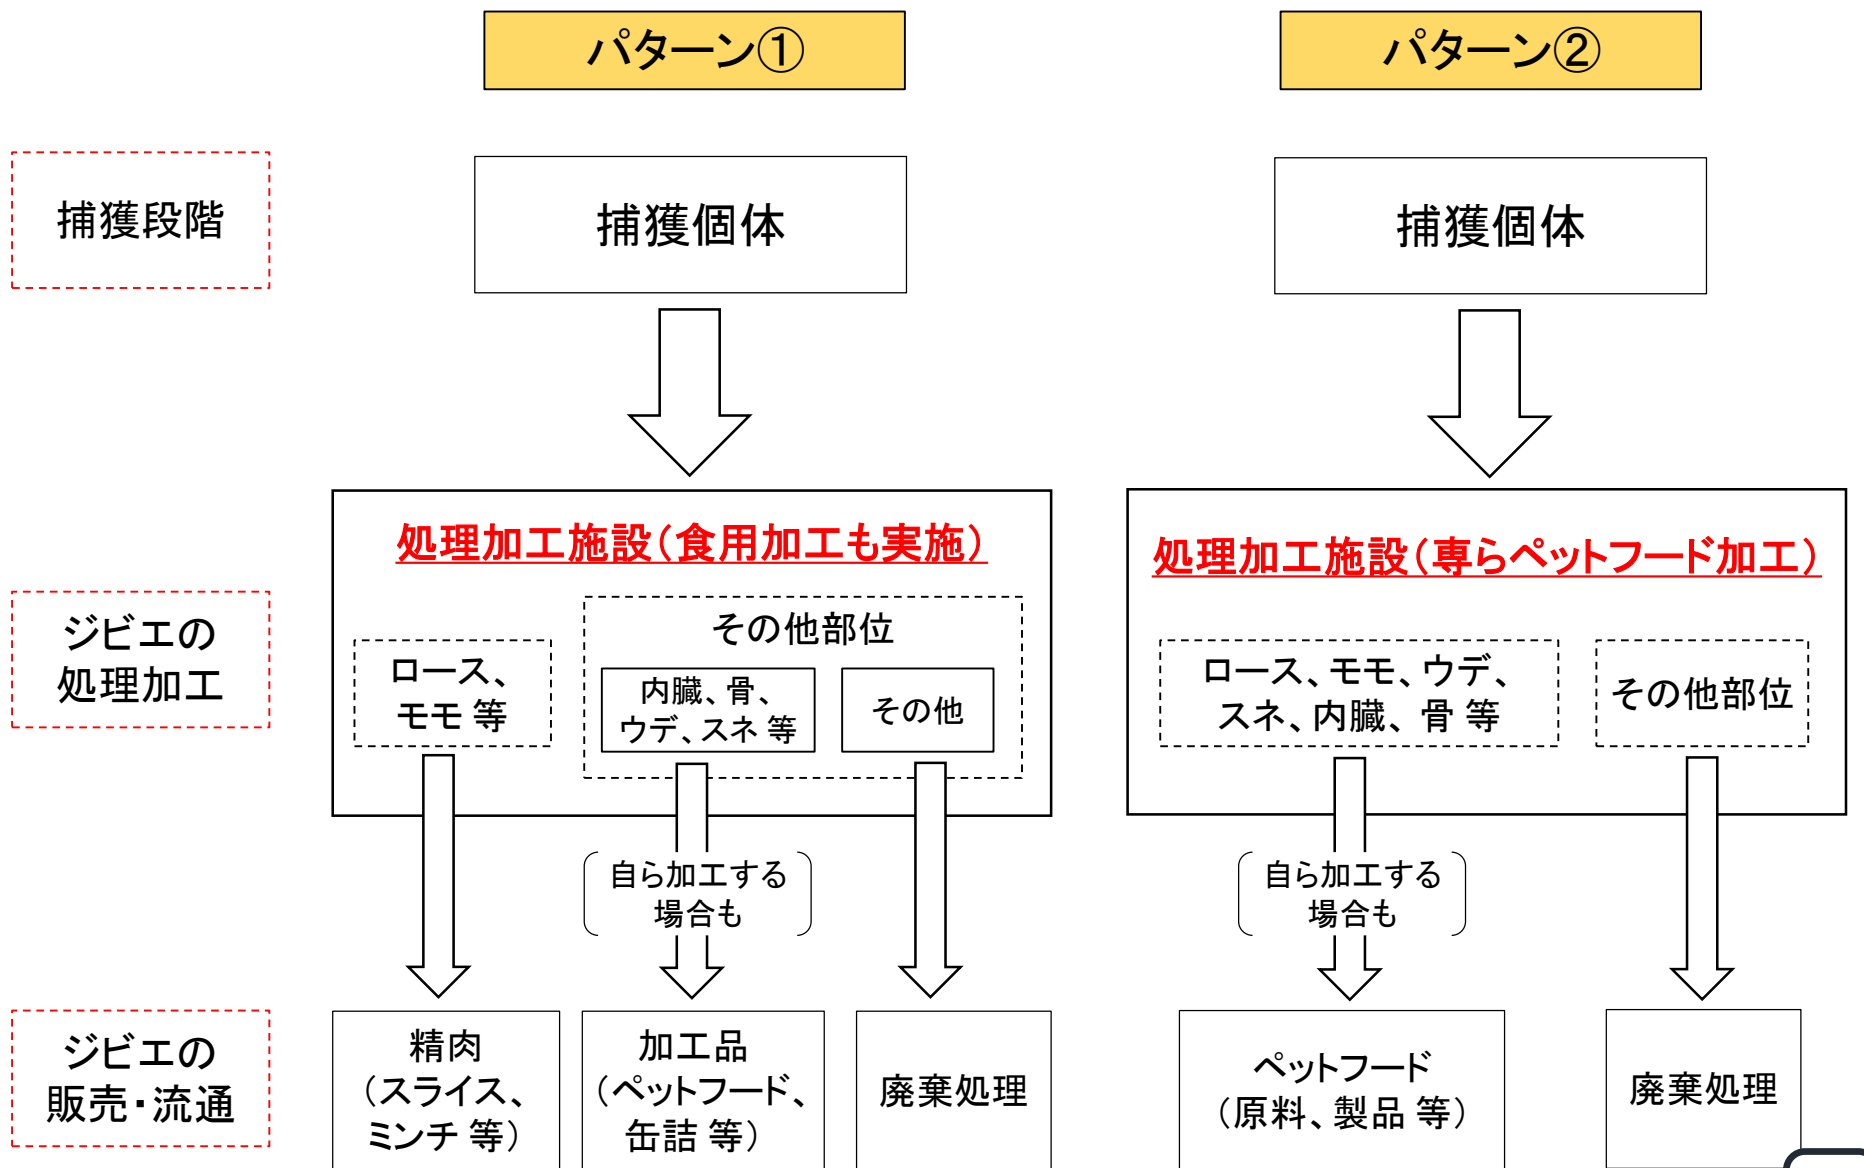 パターン①
パターン②
捕獲段階
捕獲個体
捕獲個体
ジビエの
処理加工
処理加工施設（食用加工も実施）
ロース、
モモ 等
その他部位
内臓、骨、
ウデ、スネ 等
その他
処理加工施設（専らペットフード加工）
ロース、モモ、ウデ、
スネ、内臓、骨 等
その他部位
自ら加工する
場合も
自ら加工する
場合も
ジビエの
販売・流通
精肉
（スライス、
ミンチ 等）
加工品
（ペットフード、
缶詰 等）
廃棄処理
ペットフード
（原料、製品 等）
廃棄処理